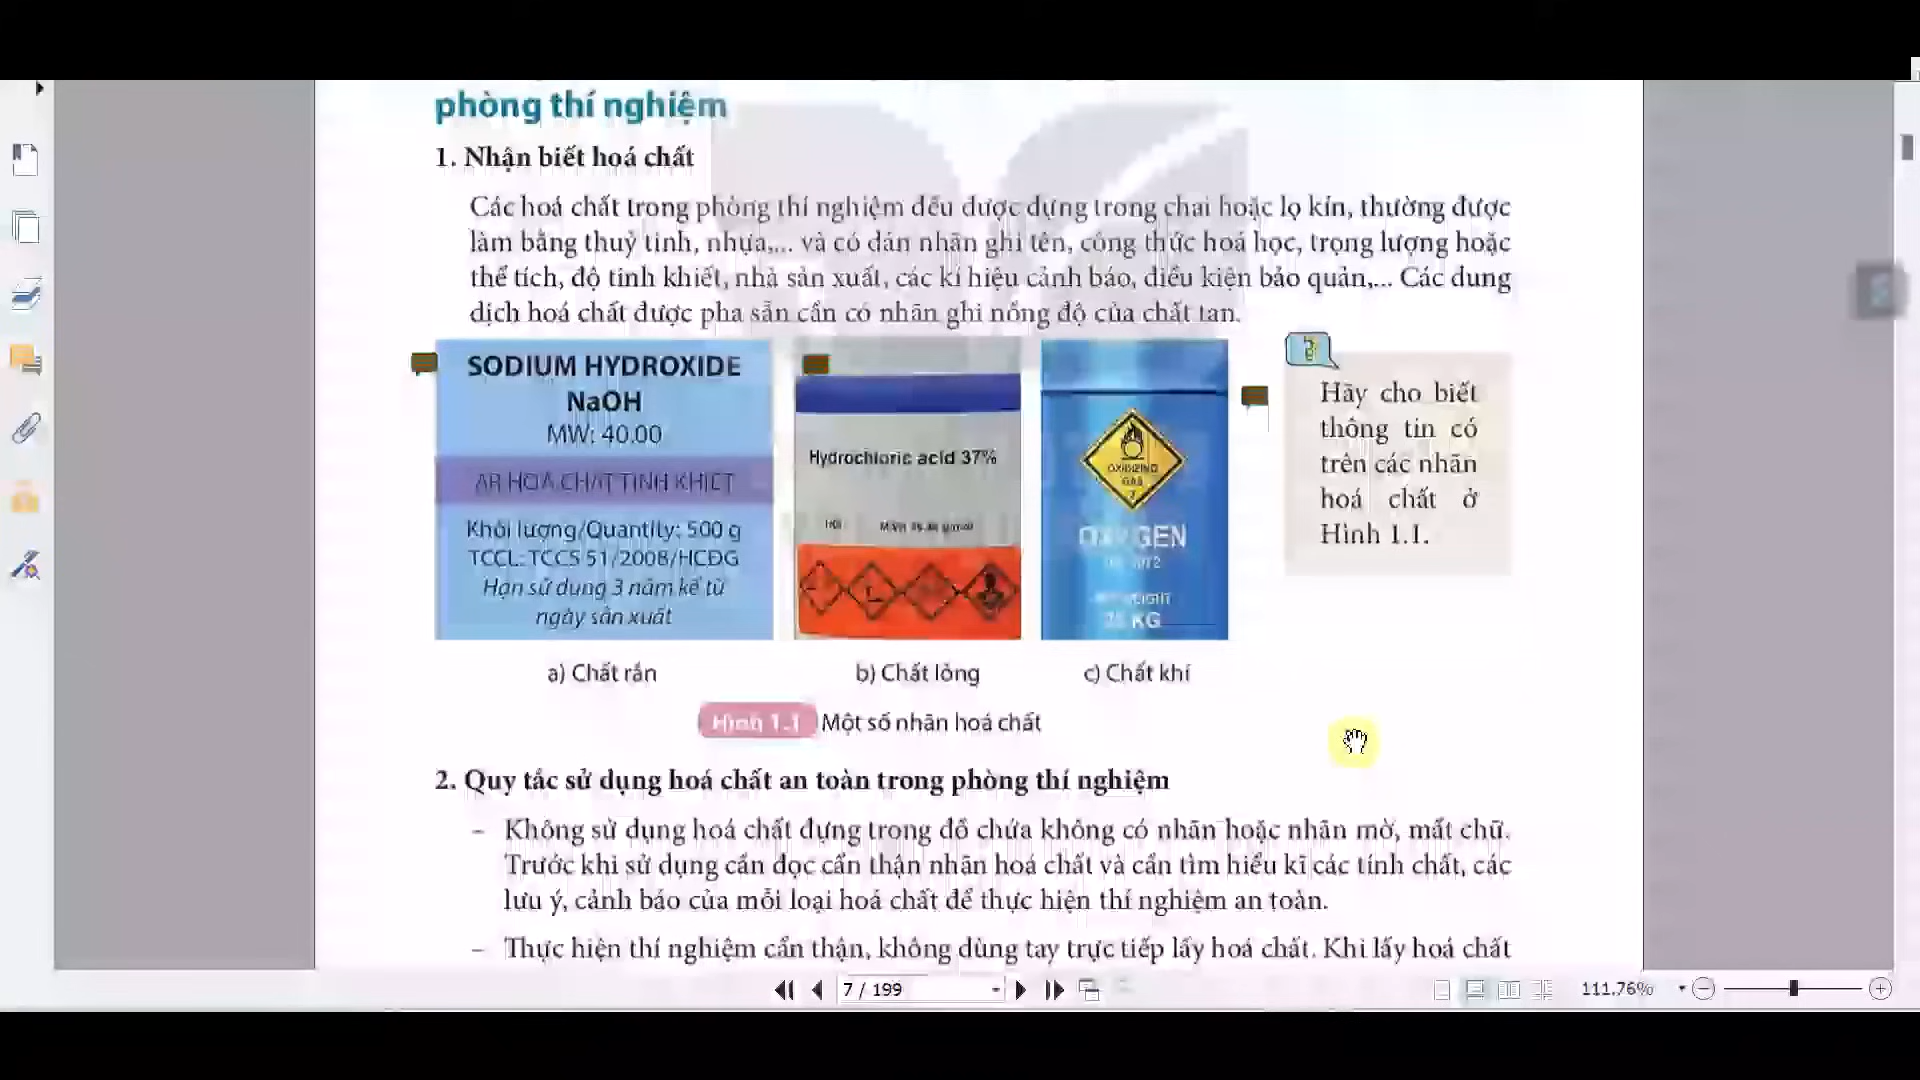 phòng thí nghiệm
1. Nhận biết hoá chất
Các hoá chất trong phòng thí nghiệm đều được đựng trong chai hoặc lọ kín, thường được
làm bằng thuỷ tinh, nhựa,... và có dán nhãn ghi tên, công thức hoá học, trọng lượng hoặc
thể tích, độ tinh khiết, nhà sản xuất, các kí hiệu cảnh báo, điều kiện bảo quản,... Các dung
dịch hoá chất được pha sẵn cần có nhãn ghi nồng độ của chất tan.
SODIUM HYDROXIDE
NaOH
MW: 40.00
AR HOÁ CHẤT TINH KHIẾT
Khối lượng/Quantity: 500 g
TCCL: TCCS 51/2008/HCĐG
Hạn sử dụng 3 năm kể từ
ngày sản xuất
Hydrochloric acid 37%
OXIDIZING
GAS
OXYGEN
KG
?
Hãy cho biết
thông tin có
trên các nhãn
hoá chất ở
Hình 1.1.
a) Chất rắn
b) Chất lỏng
c) Chất khí
Hình 1.1 Một số nhãn hoá chất
2. Quy tắc sử dụng hoá chất an toàn trong phòng thí nghiệm
– Không sử dụng hoá chất đựng trong đồ chứa không có nhãn hoặc nhãn mờ, mất chữ.
Trước khi sử dụng cần đọc cẩn thận nhãn hoá chất và cần tìm hiểu kĩ các tính chất, các
lưu ý, cảnh báo của mỗi loại hoá chất để thực hiện thí nghiệm an toàn.
– Thực hiện thí nghiệm cẩn thận, không dùng tay trực tiếp lấy hoá chất. Khi lấy hoá chất
7 / 199
111.76%